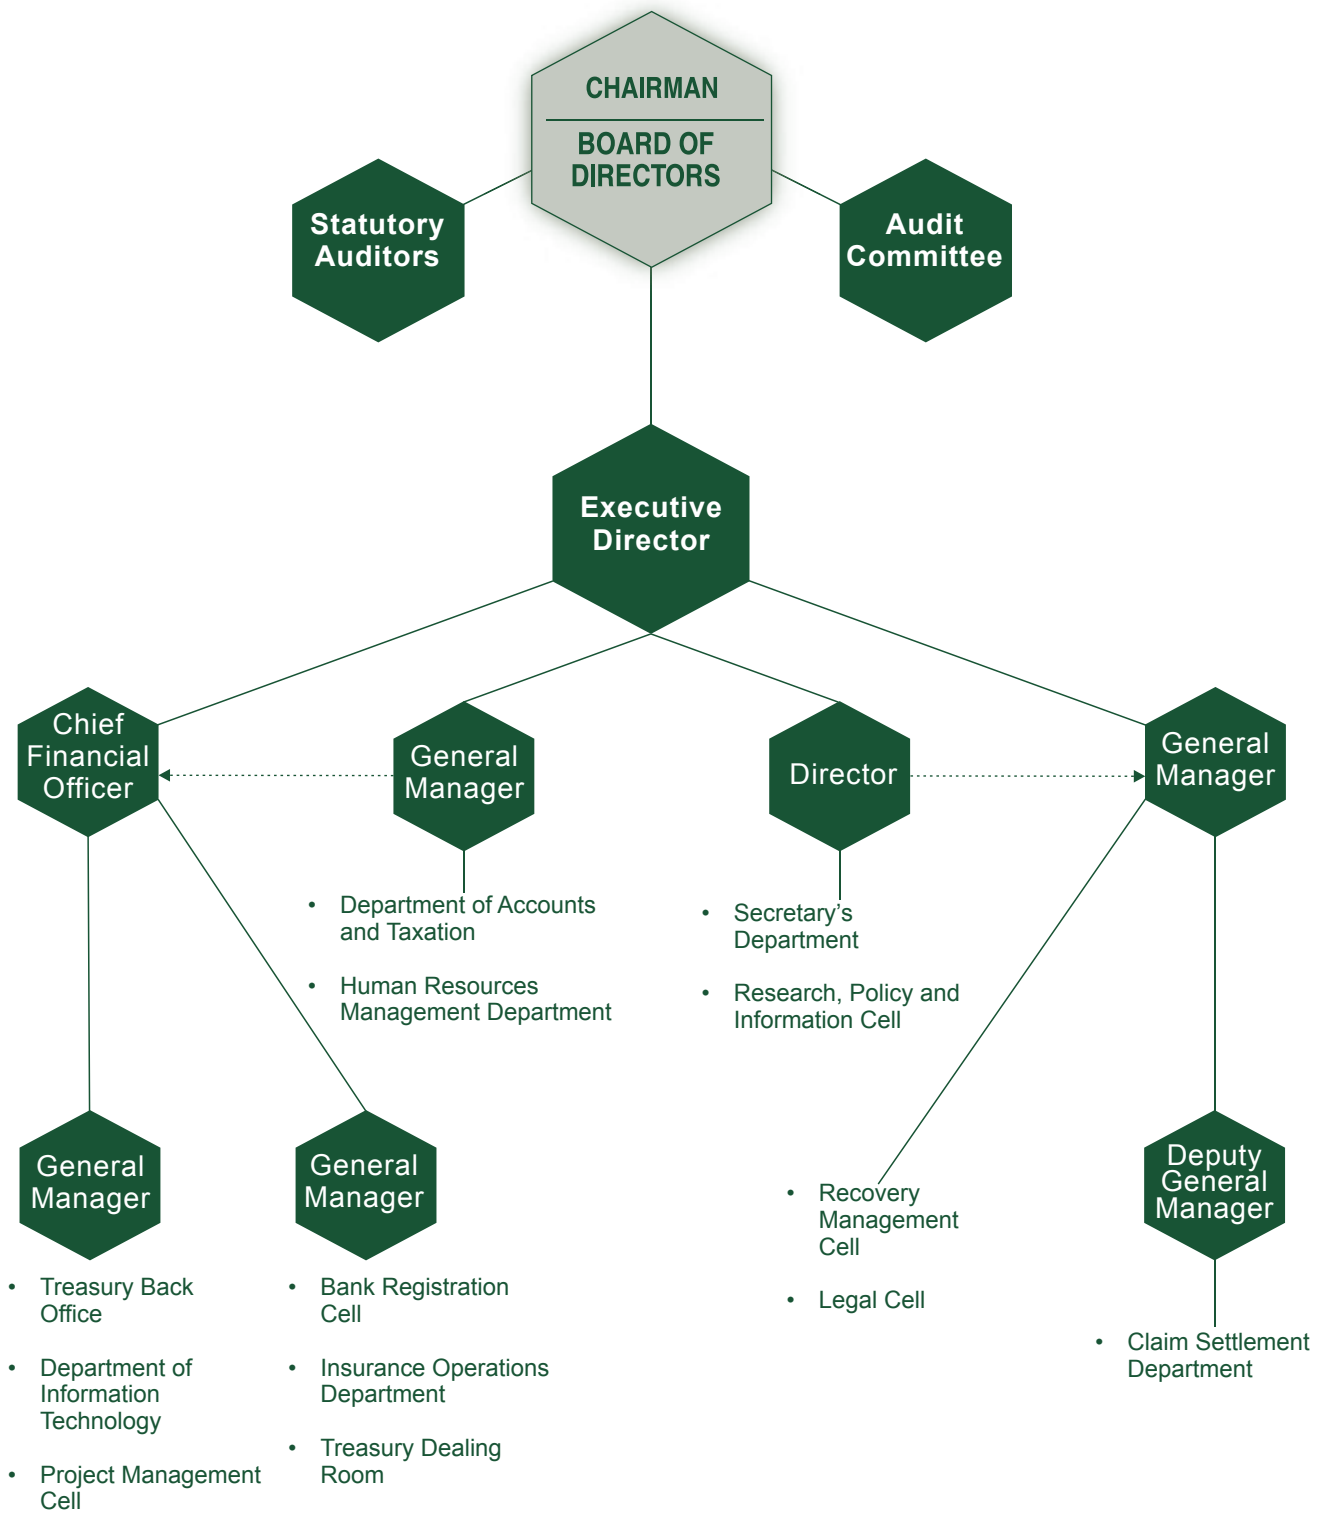 CHAIRMAN
BOARD OF
DIRECTORS
Statutory
Auditors
Audit
Committee
Executive
Director
Chief
Financial
Officer
General
Manager
Director
General
Manager
• Department of Accounts
and Taxation
• Human Resources
Management Department
• Secretary’s
Department
• Research, Policy and
Information Cell
General
Manager
General
Manager
Deputy
General
Manager
• Treasury Back
Office
• Department of
Information
Technology
• Project Management
Cell
• Bank Registration
Cell
• Insurance Operations
Department
• Treasury Dealing
Room
• Recovery
Management
Cell
• Legal Cell
• Claim Settlement
Department